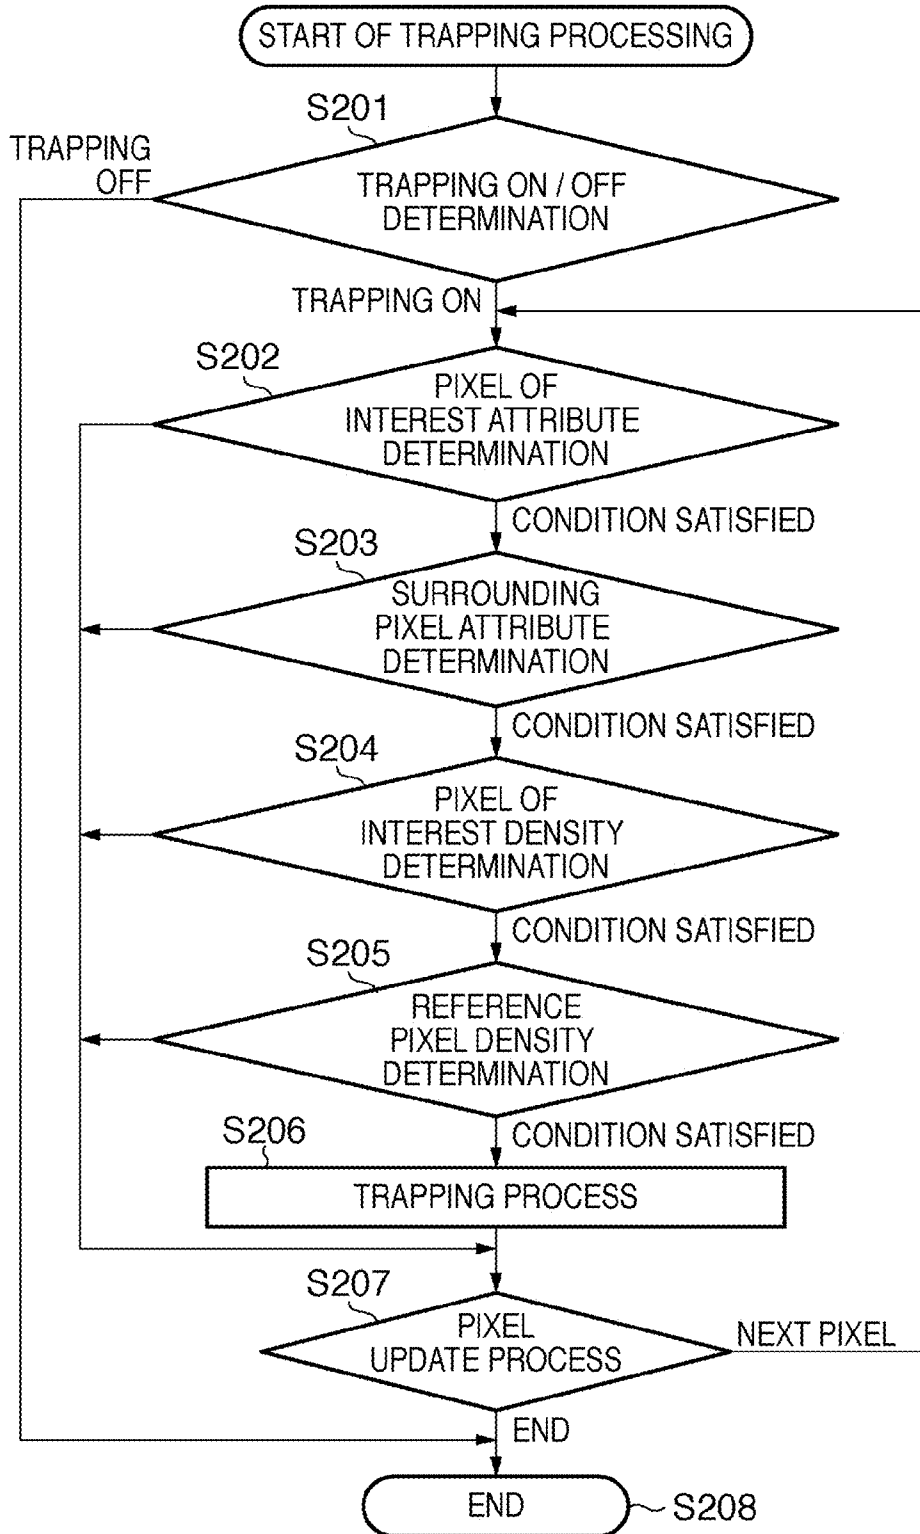 START OF TRAPPING PROCESSING
S201
TRAPPING
OFF
TRAPPING ON / OFF
DETERMINATION
TRAPPING ON
S202
PIXEL OF
INTEREST ATTRIBUTE
DETERMINATION
CONDITION SATISFIED
S203
SURROUNDING
PIXEL ATTRIBUTE
DETERMINATION
CONDITION SATISFIED
S204
PIXEL OF
INTEREST DENSITY
DETERMINATION
CONDITION SATISFIED
S205
REFERENCE
PIXEL DENSITY
DETERMINATION
CONDITION SATISFIED
S206
TRAPPING PROCESS
S207
PIXEL
UPDATE PROCESS
NEXT PIXEL
END
END
S208